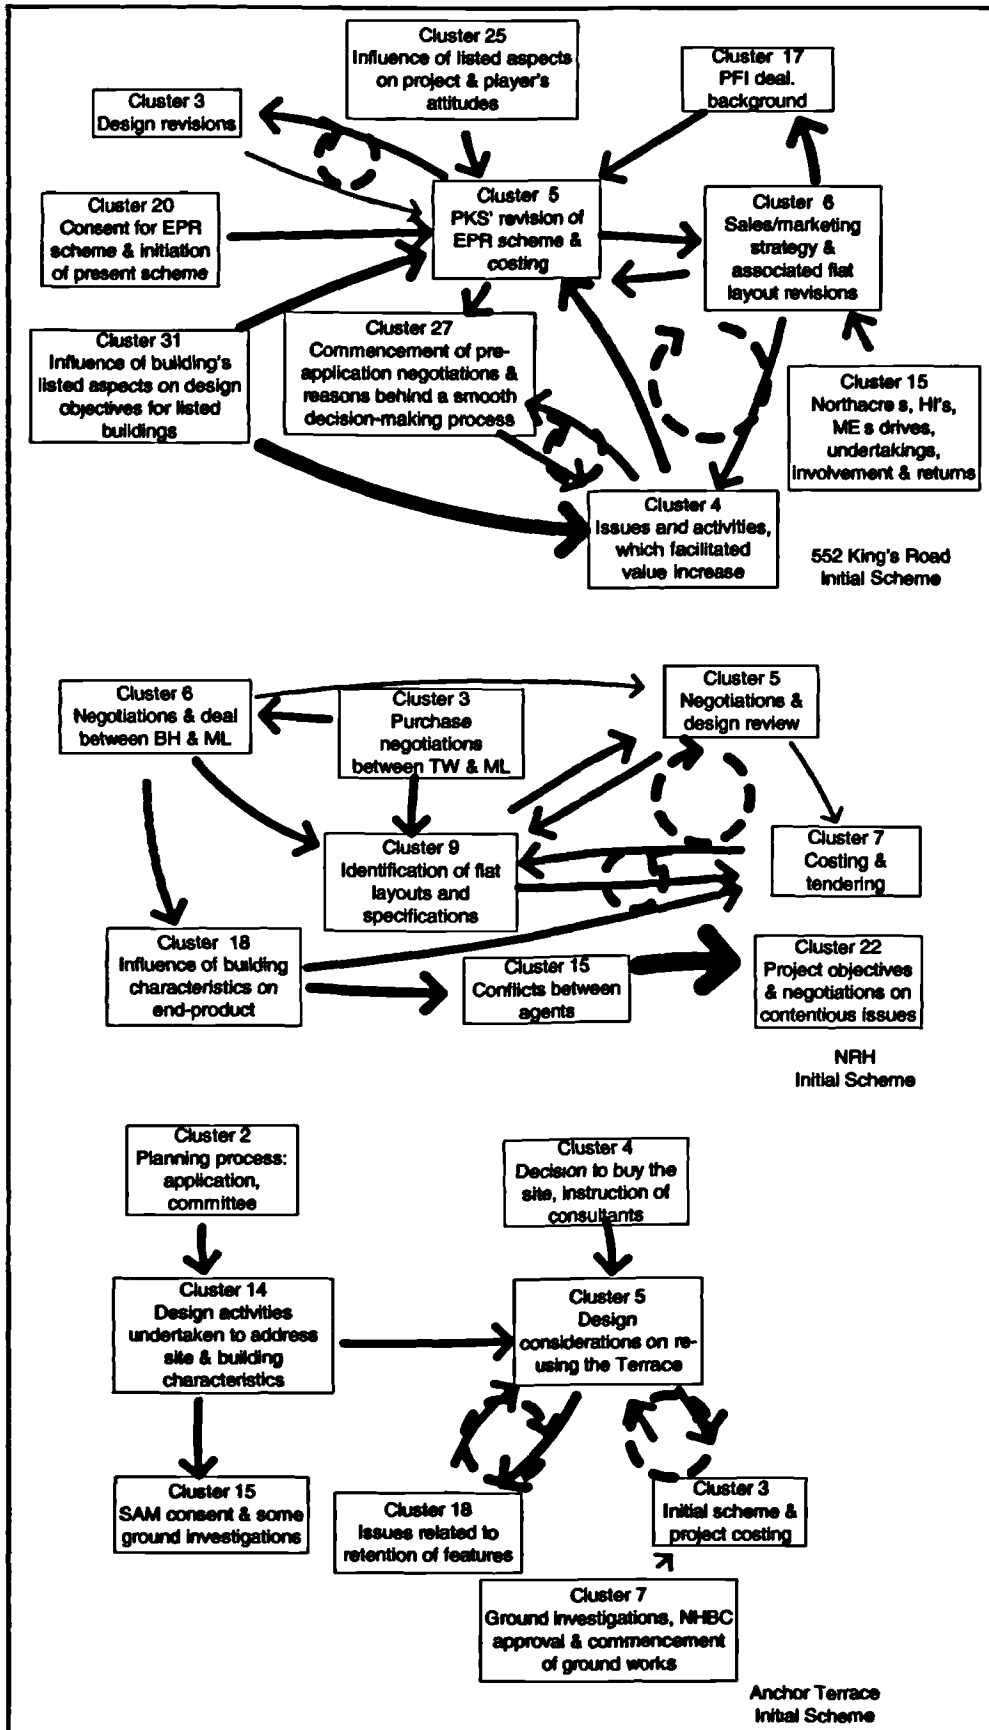 Cluster 25
Influence of listed aspects
on project & player's
attitudes
Cluster 17
PFI deal.
background
Cluster 3
Design revisions
Cluster 5
PKS' revision of
EPR scheme &
costing
Cluster 6
Sales/marketing
strategy &
associated flat
layout revisions
Cluster 20
Consent for EPR
scheme & initiation
of present scheme
Cluster 31
Influence of building's
listed aspects on design
objectives for listed
buildings
Cluster 27
Commencement of pre-
application negotiations &
reasons behind a smooth
decision-making process
Cluster 15
Northacre s, HI's,
ME s drives,
undertakings,
involvement & returns
Cluster 4
Issues and activities,
which facilitated
value increase
552 King's Road
Initial Scheme
Cluster 6
Negotiations & deal
between BH & ML
Cluster 3
Purchase
negotiations
between TW & ML
Cluster 5
Negotiations &
design review
Cluster 9
Identification of flat
layouts and
specifications
Cluster 7
Costing &
tendering
Cluster 18
Influence of building
characteristics on
end-product
Cluster 15
Conflicts between
agents
Cluster 22
Project objectives
& negotiations on
contentious issues
NRH
Initial Scheme
Cluster 2
Planning process:
application,
committee
Cluster 4
Decision to buy the
site, instruction of
consultants
Cluster 14
Design activities
undertaken to address
site & building
characteristics
Cluster 5
Design
considerations on re-
using the Terrace
Cluster 15
SAM consent & some
ground investigations
Cluster 18
Issues related to
retention of features
Cluster 3
Initial scheme &
project costing
Cluster 7
Ground investigations, NHBC
approval & commencement
of ground works
Anchor Terrace
Initial Scheme